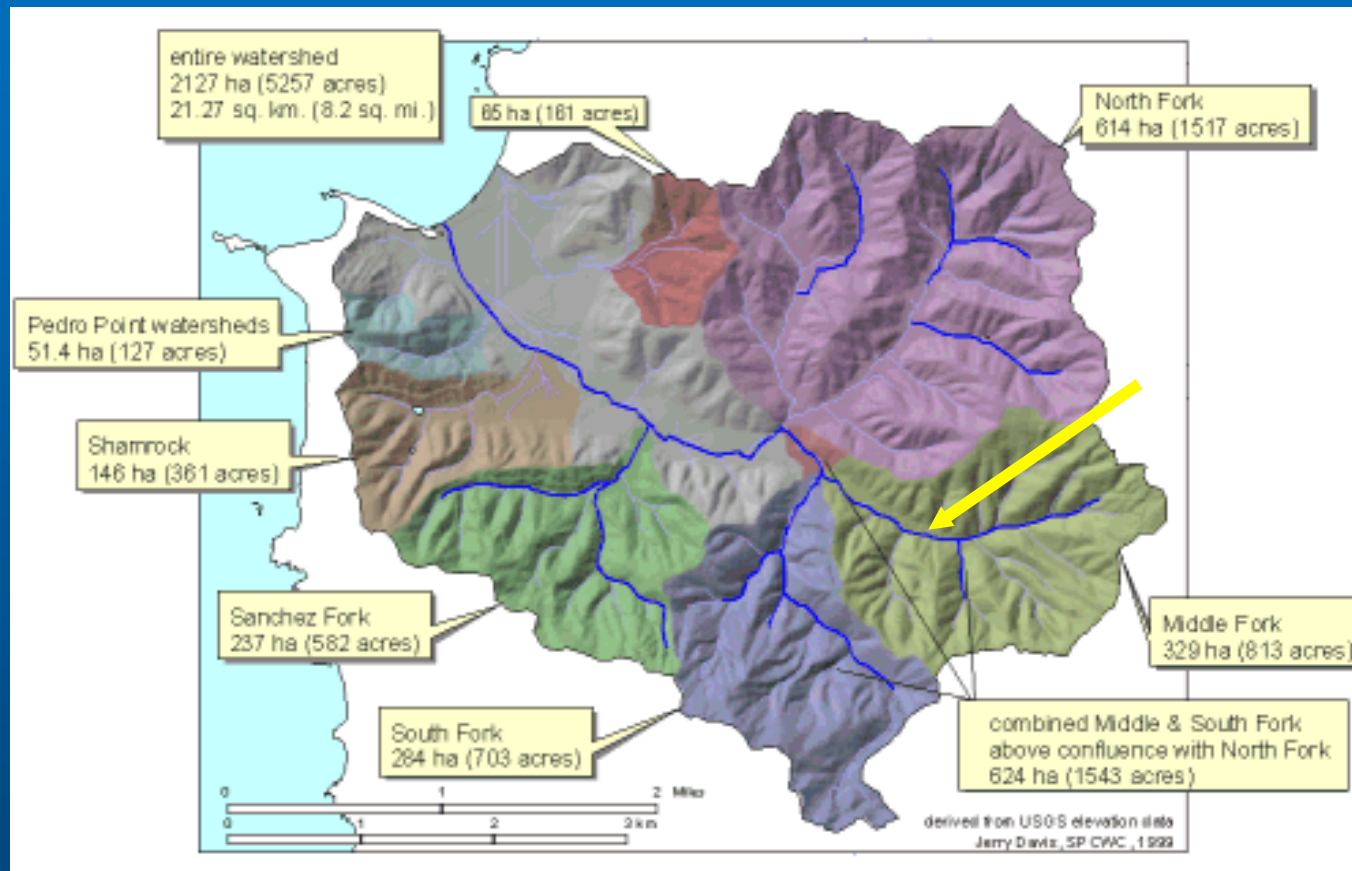 entire watershed
2127 ha (5257 acres)
21.27 sq. km. (8.2 sq. mi.)
65 ha (161 acres)
North Fork
614 ha (1517 acres)
Pedro Point watersheds
51.4 ha (127 acres)
Shamrock
146 ha (361 acres)
Sanchez Fork
237 ha (582 acres)
Middle Fork
329 ha (813 acres)
South Fork
284 ha (703 acres)
combined Middle & South Fork
above confluence with North Fork
624 ha (1543 acres)
0 1 2 Miles
0 1 2 3 km
derived from USGS elevation data
Jerry Davis, SPCWC, 1999